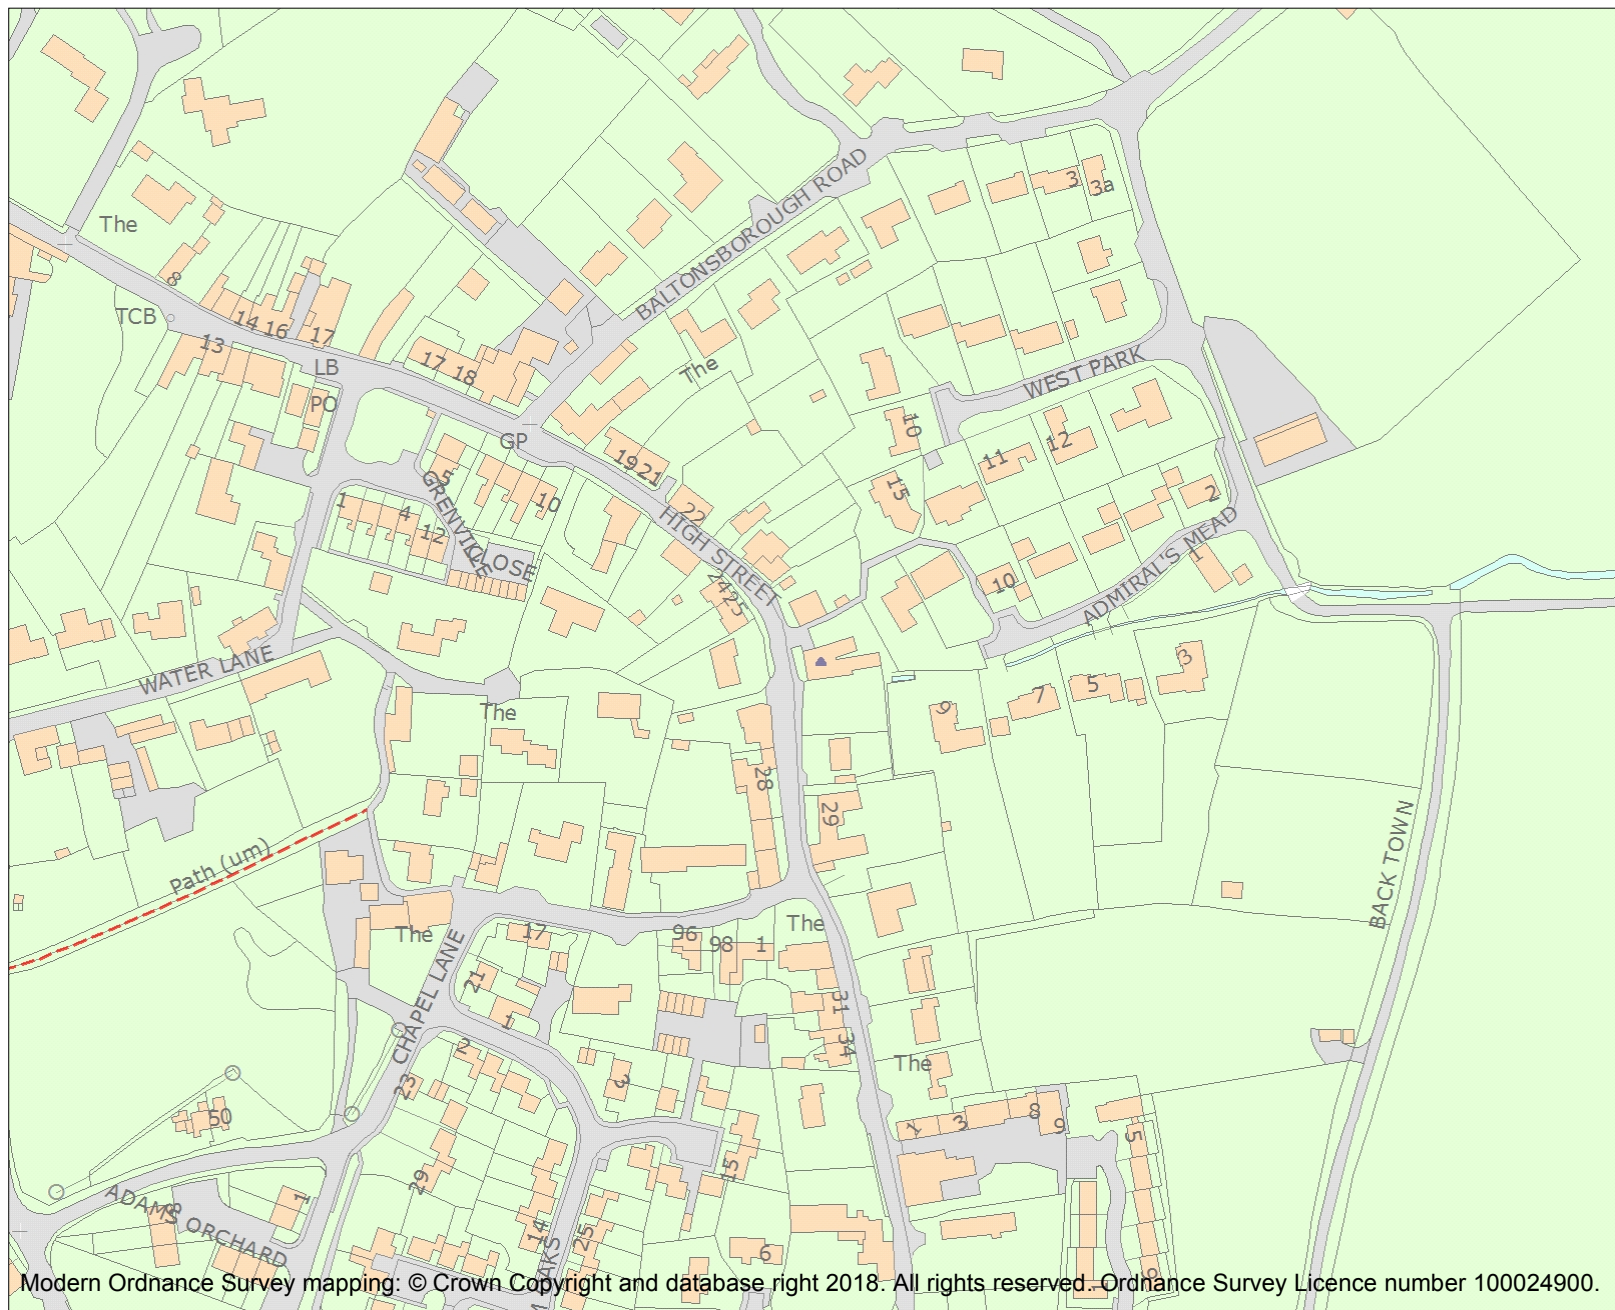 BALTONSBOROUGH ROAD
3
3a
The
8
TCB
14
16
17
13
LB
PO
17
18
The
GP
19
21
WEST PARK
10
11
12
15
2
22
5
GRENVILLE
CLOSE
10
1
4
12
HIGH STREET
24
25
10
ADMIRAL'S MEAD
1
WATER LANE
The
3
5
7
9
28
29
BACK TOWN
Path (um)
The
CHAPEL LANE
17
21
96
98
1
The
31
34
1
2
23
3
The
50
1
3
8
9
5
15
29
14
25
6
ADAMS ORCHARD
8
1
9
Modern Ordnance Survey mapping: © Crown Copyright and database right 2018. All rights reserved. Ordnance Survey Licence number 100024900.